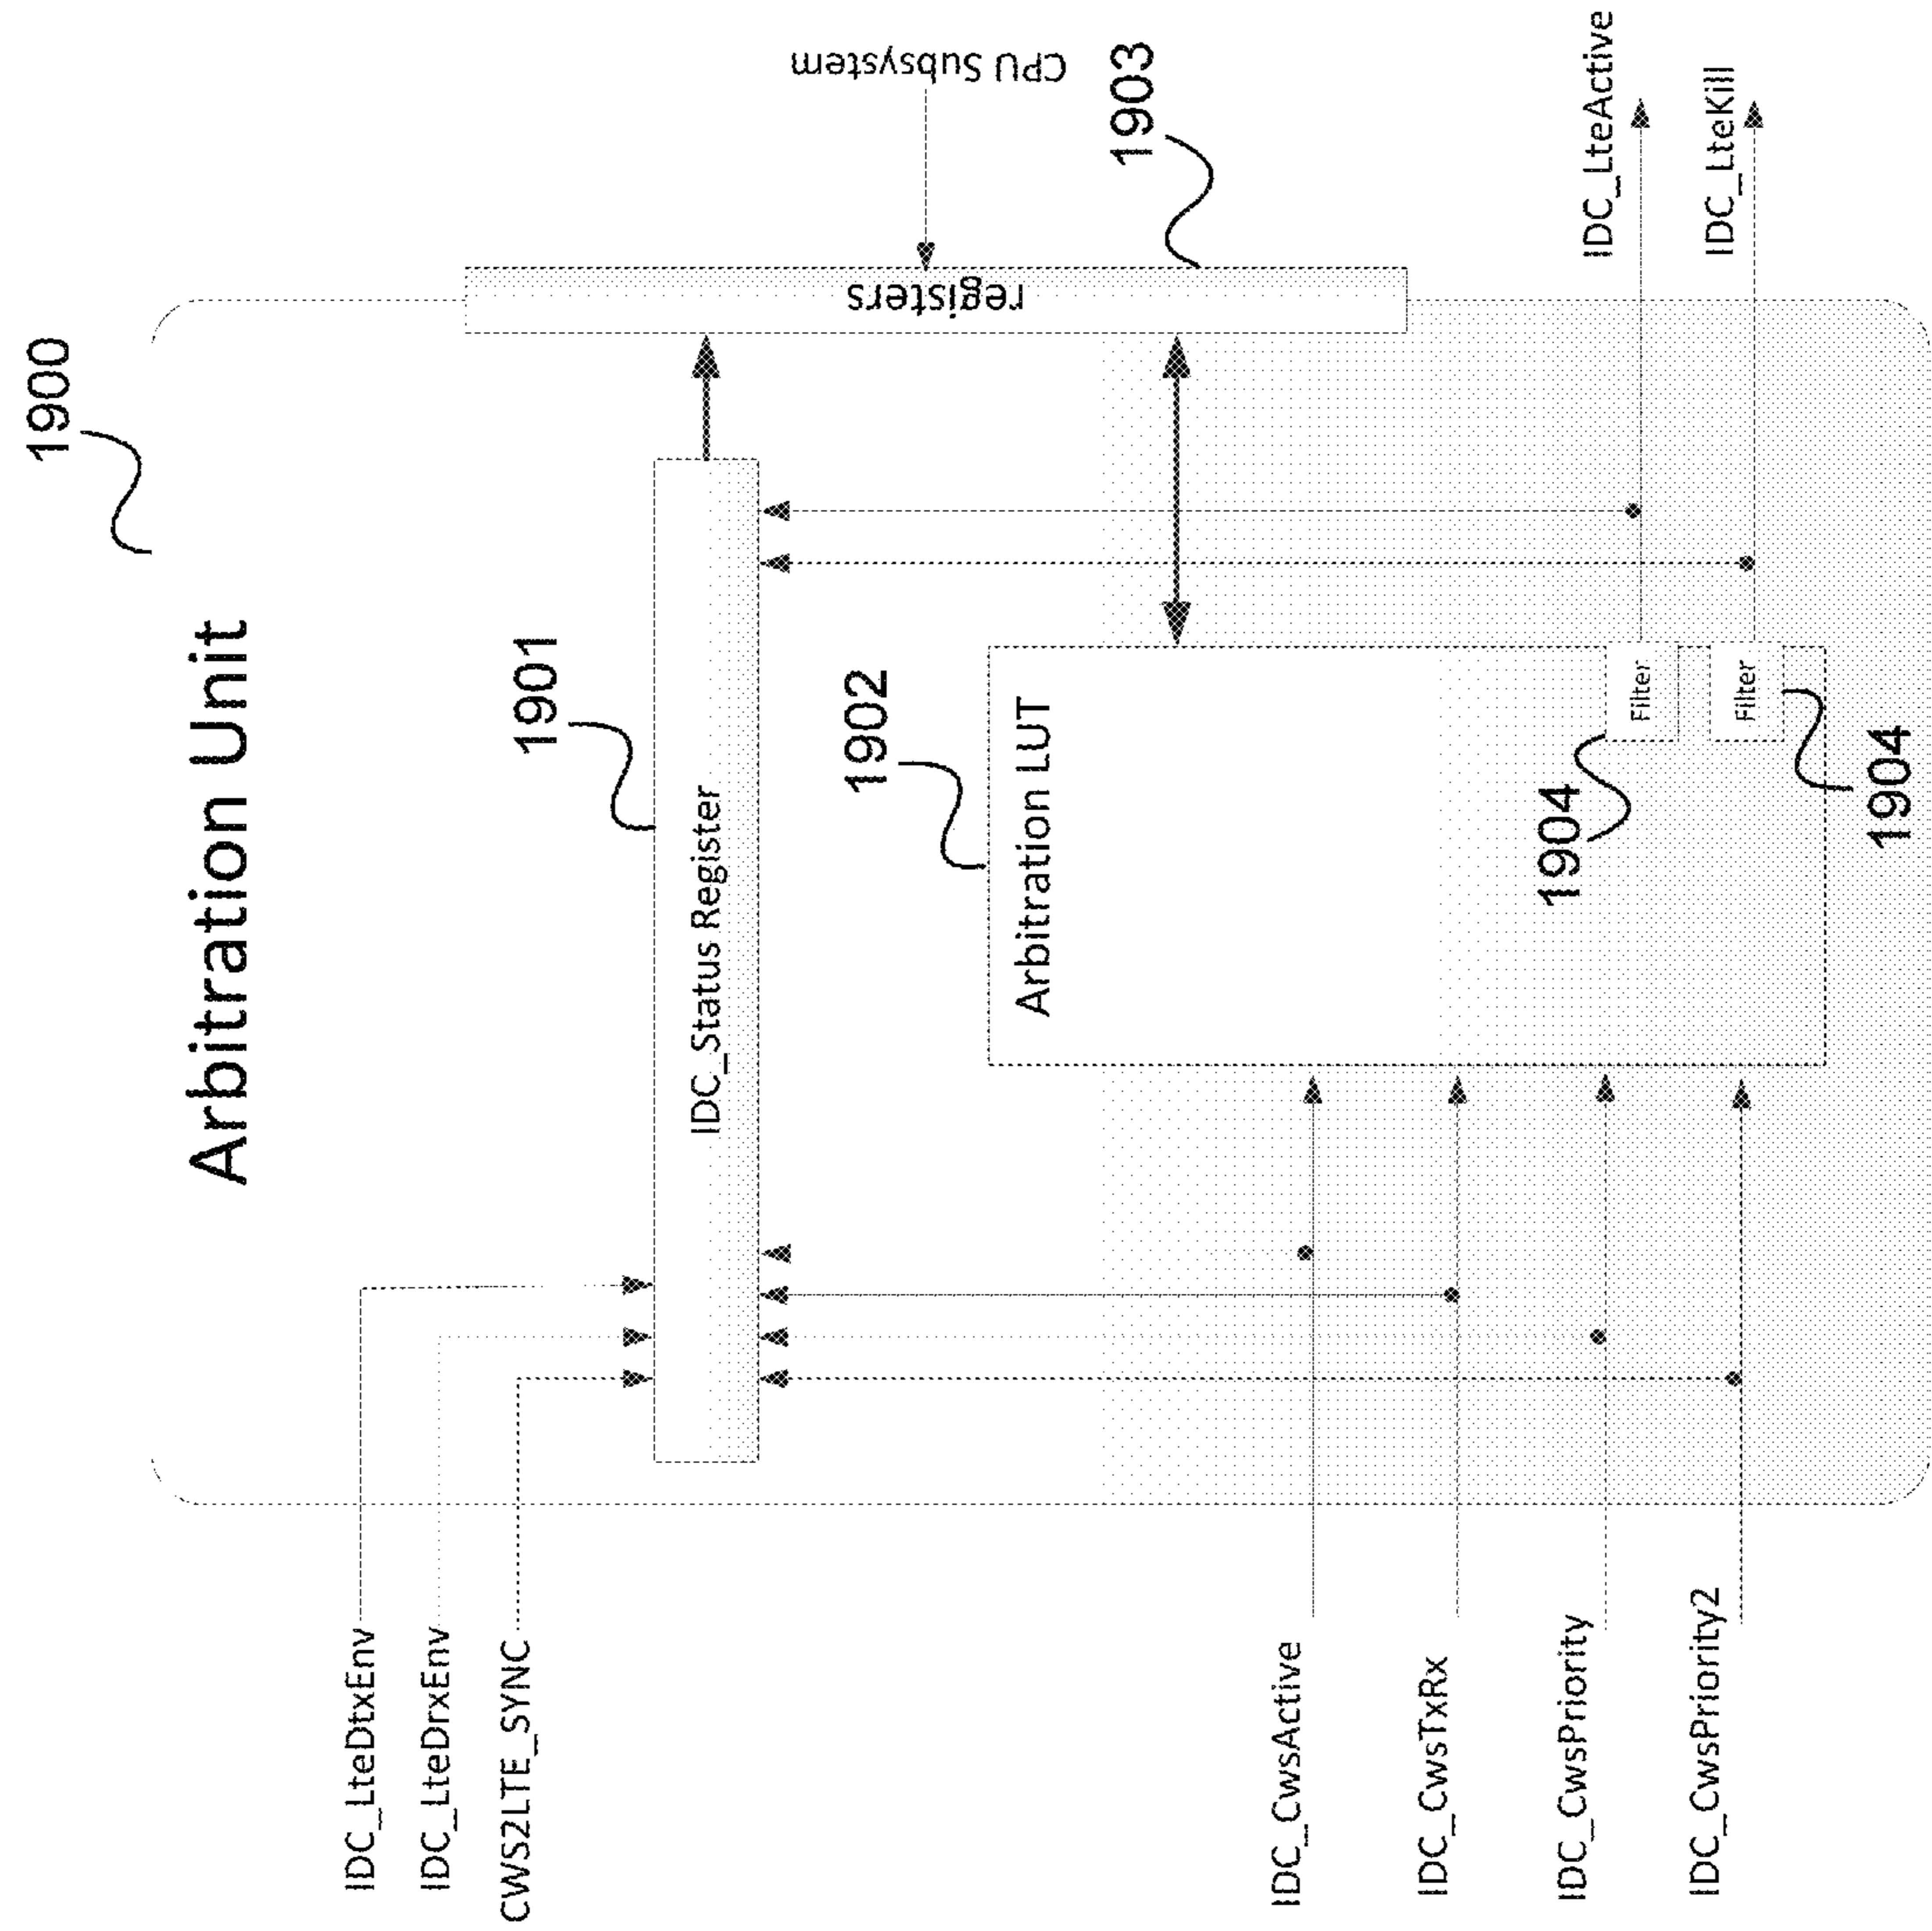 1900
Arbitration Unit
IDC_LteDtxEnv
IDC_LteDrxEnv
CWS2LTE_SYNC
1901
IDC_Status Register
registers
CPU Subsystem
1903
1902
Arbitration LUT
IDC_CwsActive
IDC_CwsTxRx
IDC_CwsPriority
IDC_CwsPriority2
1904
Filter
Filter
1904
IDC_LteActive
IDC_LteKill